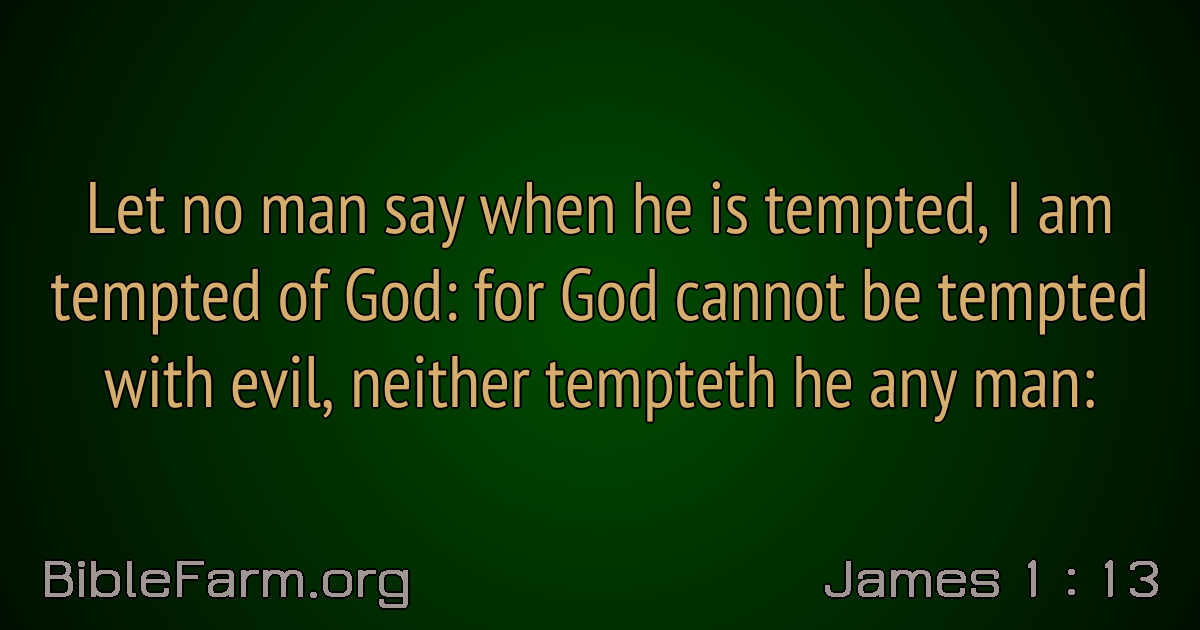 Let no man say when he is tempted, I am
tempted of God: for God cannot be tempted
with evil, neither tempteth he any man:
BibleFarm.org
James 1 : 13